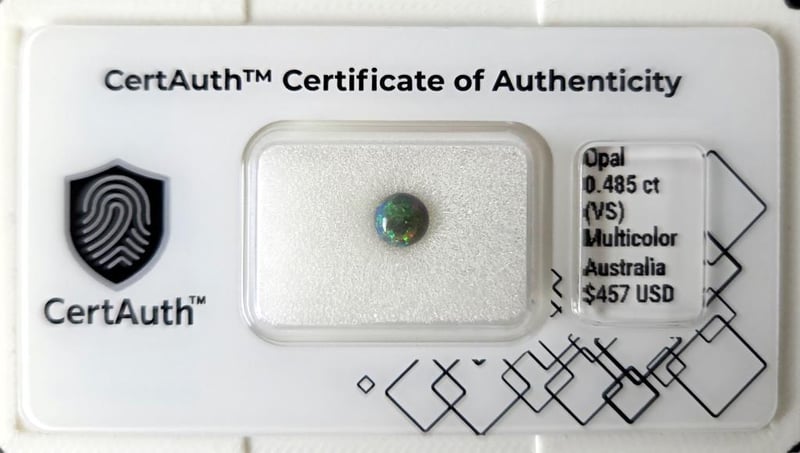 CertAuth™ Certificate of Authenticity
CertAuth™
Opal
0.485 ct
(VS)
Multicolor
Australia
$457 USD